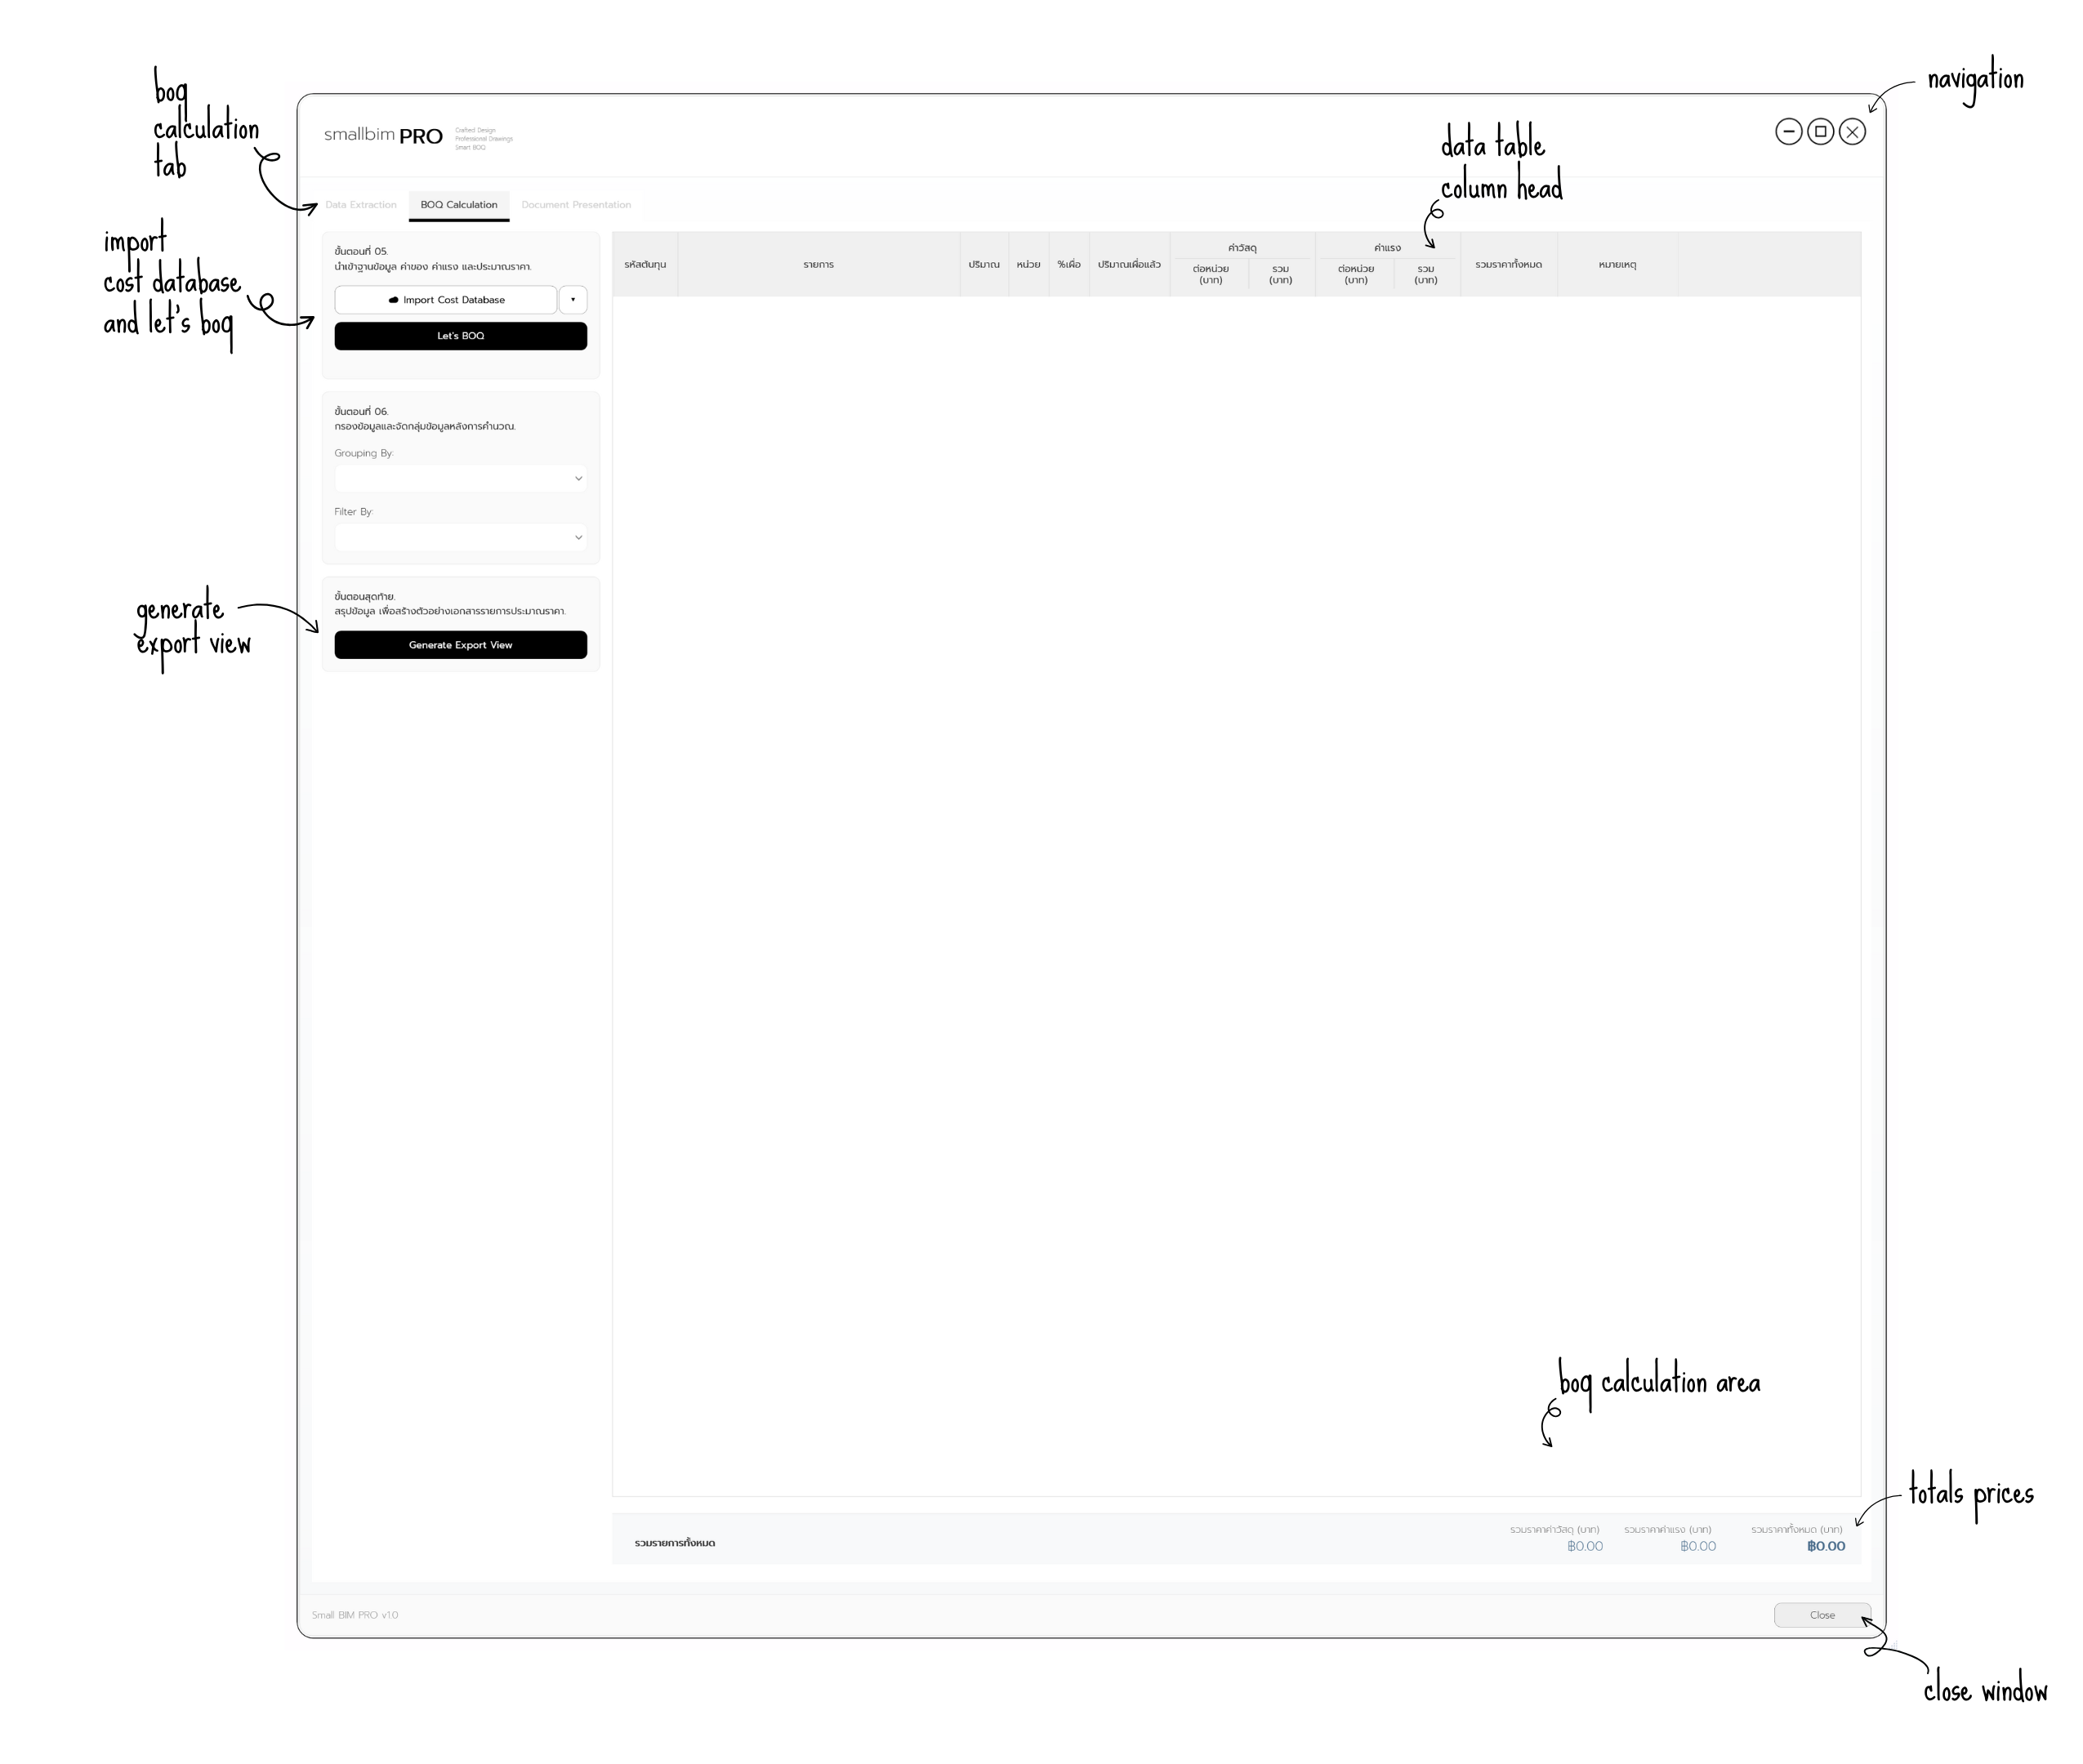 boq
calculation
tab
navigation
smallbim PRO
Crafted Design
Professional Drawings
Smart BOQ
data table
column head
Data Extraction
BOQ Calculation
Document Presentation
import
cost database
and let's boq
ขั้นตอนที่ 05.
นำเข้าฐานข้อมูล ค่าของ ค่าแรง และประมาณราคา.
Import Cost Database
Let's BOQ
ขั้นตอนที่ 06.
กรองข้อมูลและจัดกลุ่มข้อมูลหลังการคำนวณ.
Grouping By:
Filter By:
generate
export view
ขั้นตอนสุดท้าย.
สรุปข้อมูล เพื่อสร้างตัวอย่างเอกสารรายการประมาณราคา.
Generate Export View
รหัสต้นทุน
รายการ
ปริมาณ
หน่วย
%เผื่อ
ปริมาณเผื่อแล้ว
ค่าวัสดุ
ต่อหน่วย
(บาท)
รวม
(บาท)
ค่าแรง
ต่อหน่วย
(บาท)
รวม
(บาท)
รวมราคาทั้งหมด
หมายเหตุ
boq calculation area
totals prices
รวมรายการทั้งหมด
รวมราคาค่าวัสดุ (บาท)
฿0.00
รวมราคาค่าแรง (บาท)
฿0.00
รวมราคาทั้งหมด (บาท)
฿0.00
Small BIM PRO v1.0
Close
close window